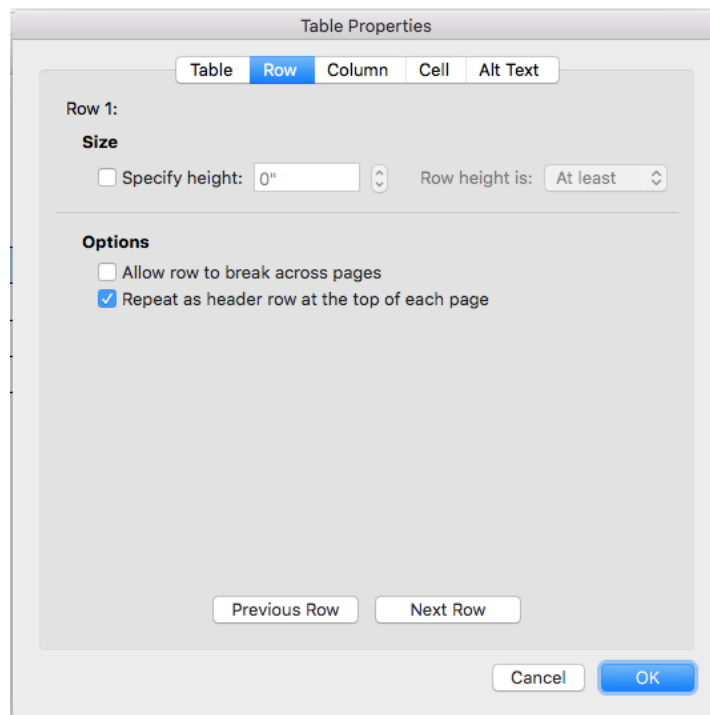 Table Properties
Table Row Column Cell Alt Text
Row 1:
Size
Specify height: 0" Row height is: At least
Options
Allow row to break across pages
Repeat as header row at the top of each page
Previous Row Next Row
Cancel OK